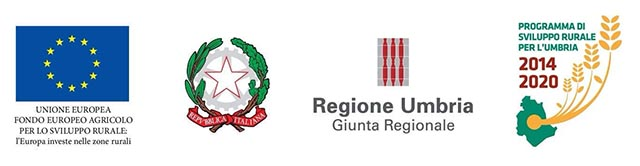 UNIONE EUROPEA
FONDO EUROPEO AGRICOLO
PER LO SVILUPPO RURALE:
l'Europa investe nelle zone rurali
REPVBBLICA ITALIANA
Regione Umbria
Giunta Regionale
PROGRAMMA DI
SVILUPPO RURALE
PER L'UMBRIA
2014
2020